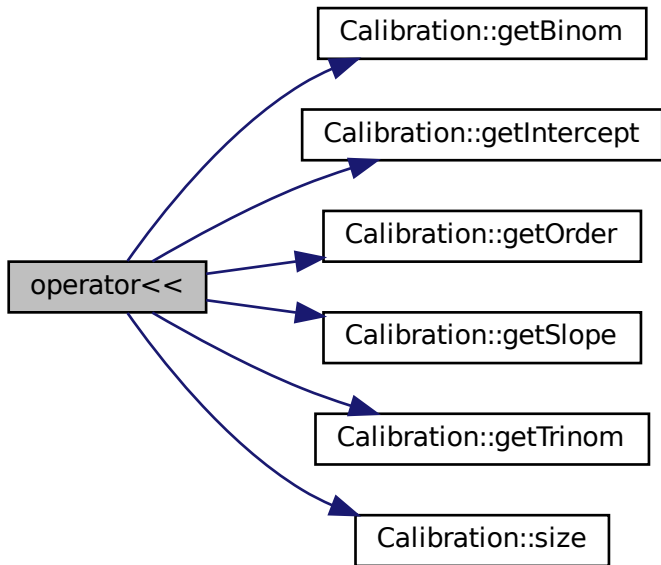 Calibration::getBinom
Calibration::getIntercept
Calibration::getOrder
operator<<
Calibration::getSlope
Calibration::getTrinom
Calibration::size